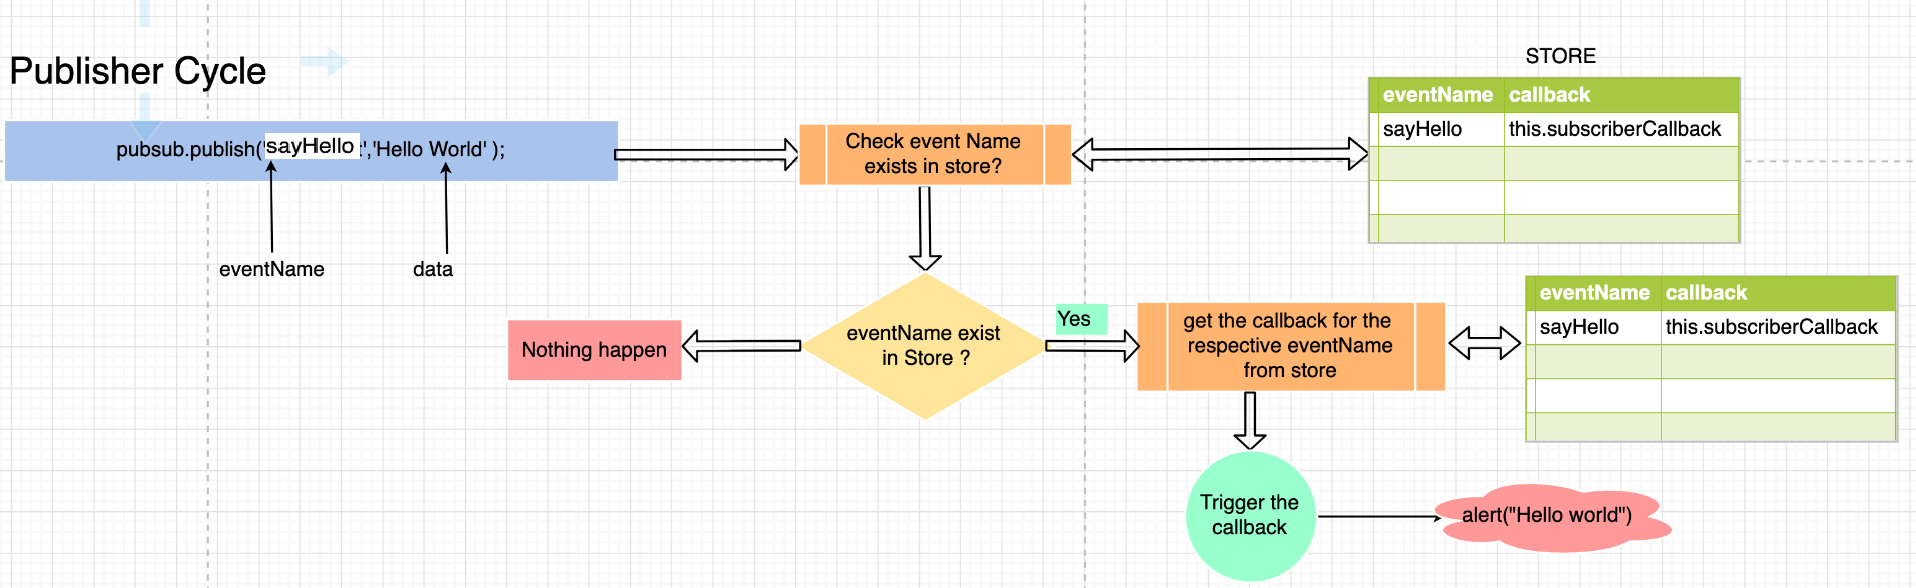 Publisher Cycle
pubsub.publish('sayHello t','Hello World' );
eventName
data
Check event Name
exists in store?
STORE
eventName callback
sayHello this.subscriberCallback
eventName exist
in Store ?
Nothing happen
Yes
get the callback for the
respective eventName
from store
eventName callback
sayHello this.subscriberCallback
Trigger the
callback
alert("Hello world")